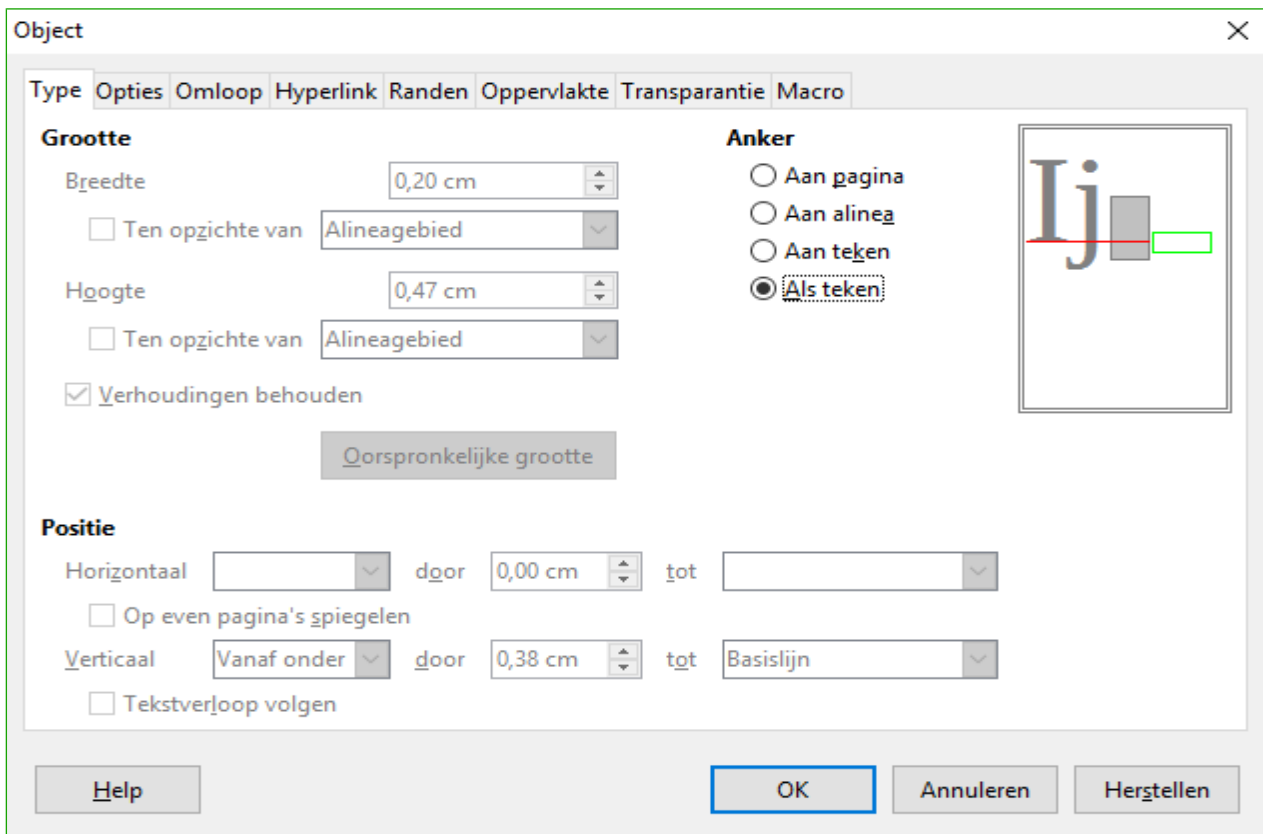 Object
Type Opties Omloop Hyperlink Randen Oppervlakte Transparantie Macro
Grootte
Breedte 0,20 cm
Ten opzichte van Alineagebied
Hoogte 0,47 cm
Ten opzichte van Alineagebied
Verhoudingen behouden
Oorspronkelijke grootte
Anker
Aan pagina
Aan alinea
Aan teken
Als teken
Ij
Positie
Horizontaal door 0,00 cm tot
Op even pagina's spiegelen
Verticaal Vanaf onder door 0,38 cm tot Basislijn
Tekstverloop volgen
Help OK Annuleren Herstellen